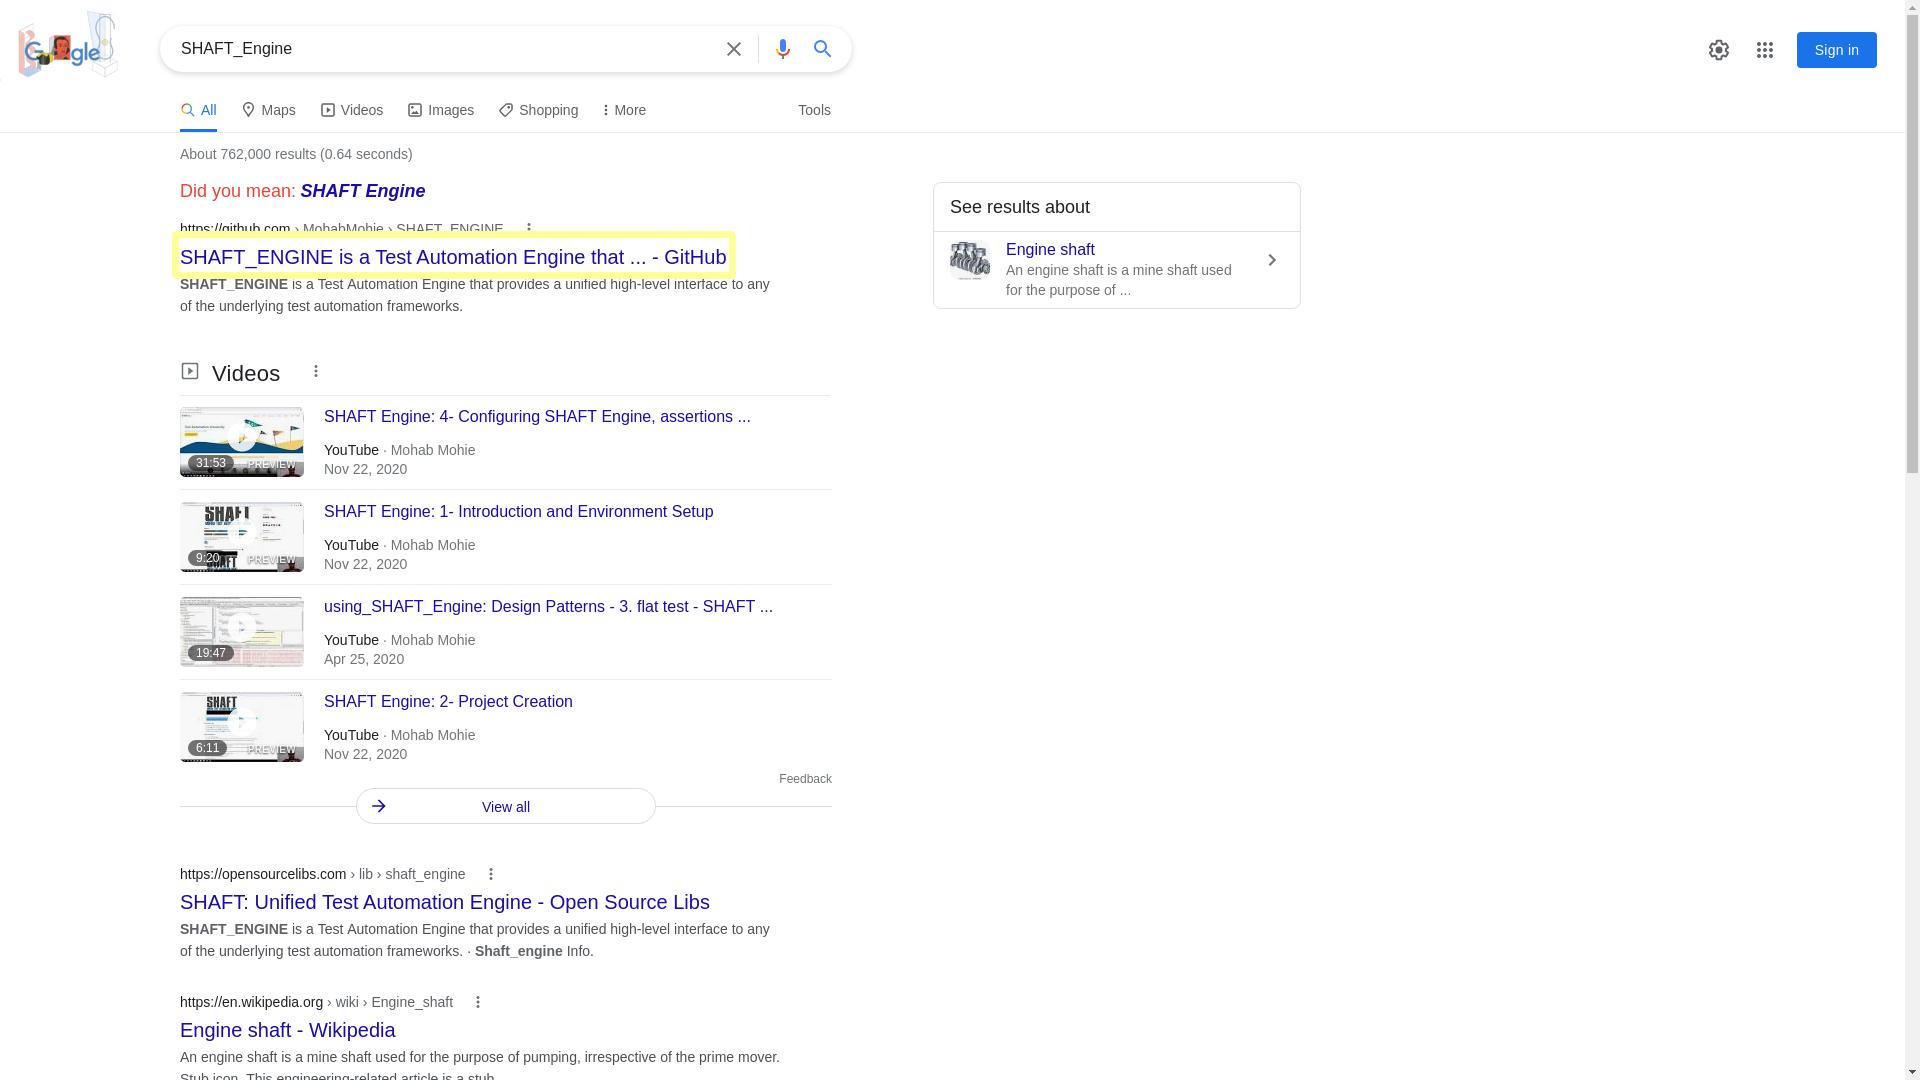 Google
SHAFT_Engine
Sign in
All
Maps
Videos
Images
Shopping
More
Tools
About 762,000 results (0.64 seconds)
Did you mean: SHAFT Engine
https://github.com › MohabMohie › SHAFT_ENGINE
SHAFT_ENGINE is a Test Automation Engine that ... - GitHub
SHAFT_ENGINE is a Test Automation Engine that provides a unified high-level interface to any
of the underlying test automation frameworks.
See results about
Engine shaft
An engine shaft is a mine shaft used
for the purpose of ...
Videos
SHAFT Engine: 4- Configuring SHAFT Engine, assertions ...
YouTube · Mohab Mohie
Nov 22, 2020
31:53
PREVIEW
SHAFT Engine: 1- Introduction and Environment Setup
YouTube · Mohab Mohie
Nov 22, 2020
SHAFT
9:20
PREVIEW
using_SHAFT_Engine: Design Patterns - 3. flat test - SHAFT ...
YouTube · Mohab Mohie
Apr 25, 2020
19:47
SHAFT Engine: 2- Project Creation
YouTube · Mohab Mohie
Nov 22, 2020
SHAFT
6:11
PREVIEW
Feedback
View all
https://opensourcelibs.com › lib › shaft_engine
SHAFT: Unified Test Automation Engine - Open Source Libs
SHAFT_ENGINE is a Test Automation Engine that provides a unified high-level interface to any
of the underlying test automation frameworks. · Shaft_engine Info.
https://en.wikipedia.org › wiki › Engine_shaft
Engine shaft - Wikipedia
An engine shaft is a mine shaft used for the purpose of pumping, irrespective of the prime mover.
Stub icon. This engineering-related article is a stub.